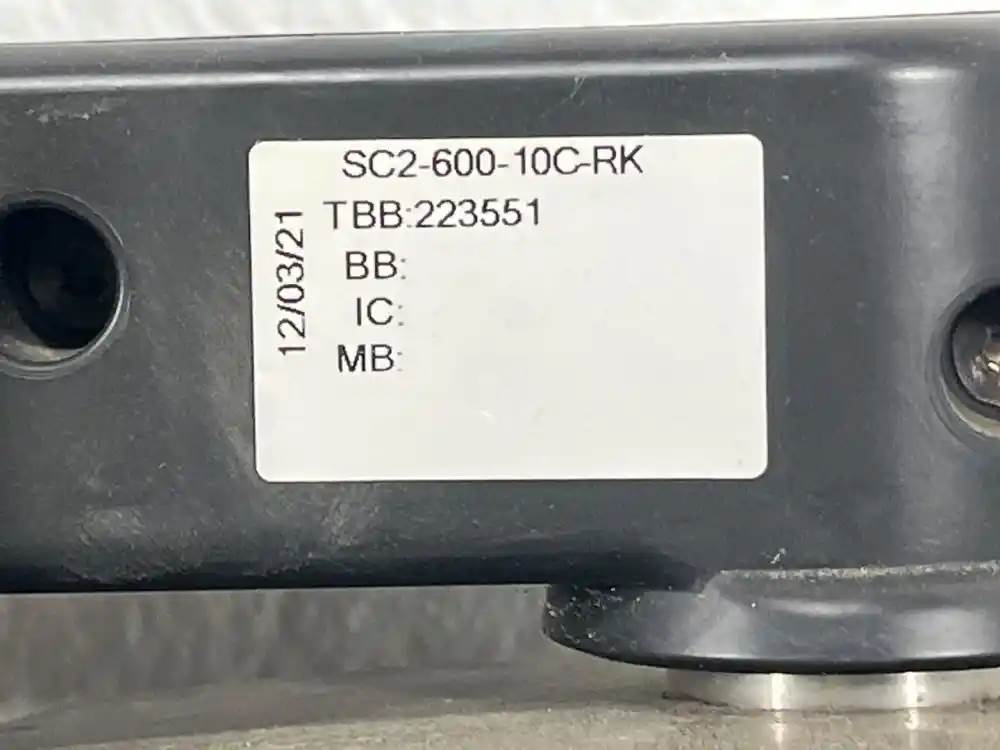 SC2-600-10C-RK
TBB:223551
BB:
IC:
MB:
12/03/21